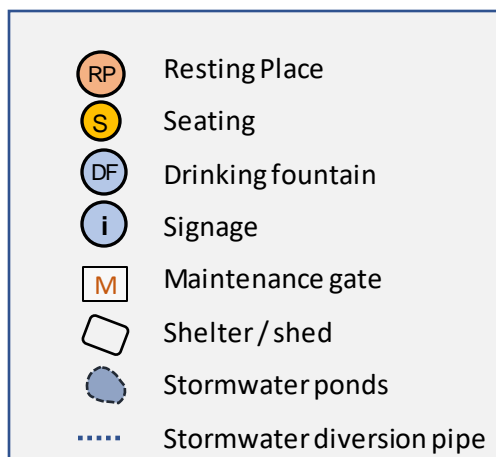 RP Resting Place
S Seating
DF Drinking fountain
i Signage
M Maintenance gate
Shelter / shed
Stormwater ponds
Stormwater diversion pipe